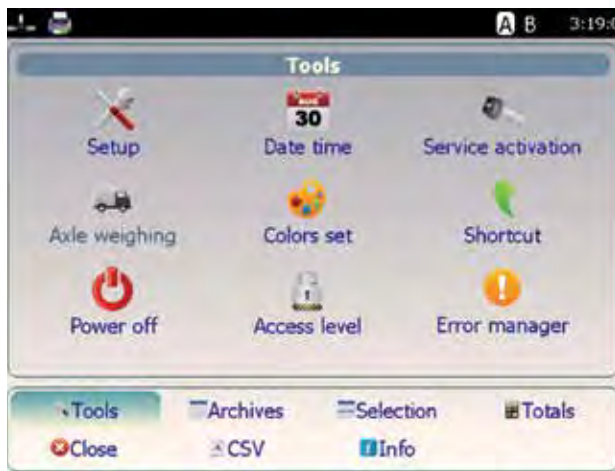 A B 3:19:
Tools
30
Setup Date time Service activation
Axle weighing Colors set Shortcut
1
Power off Access level Error manager
Tools Archives Selection Totals
Close CSV Info